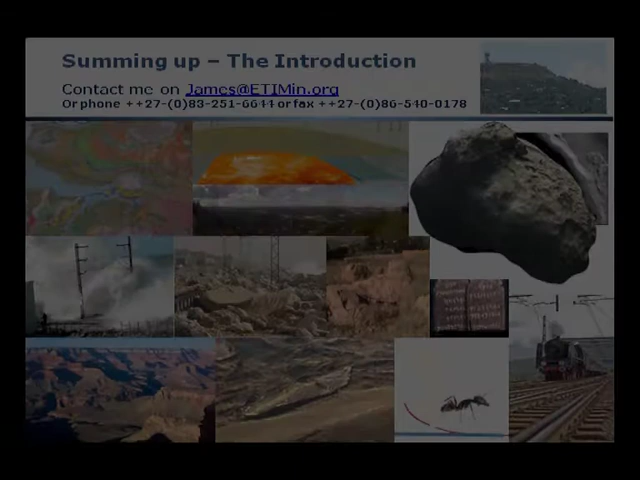 Summing up – The Introduction
Contact me on James@ETIMin.org
Or phone ++27-(0)83-251-6644 or fax ++27-(0)86-540-0178